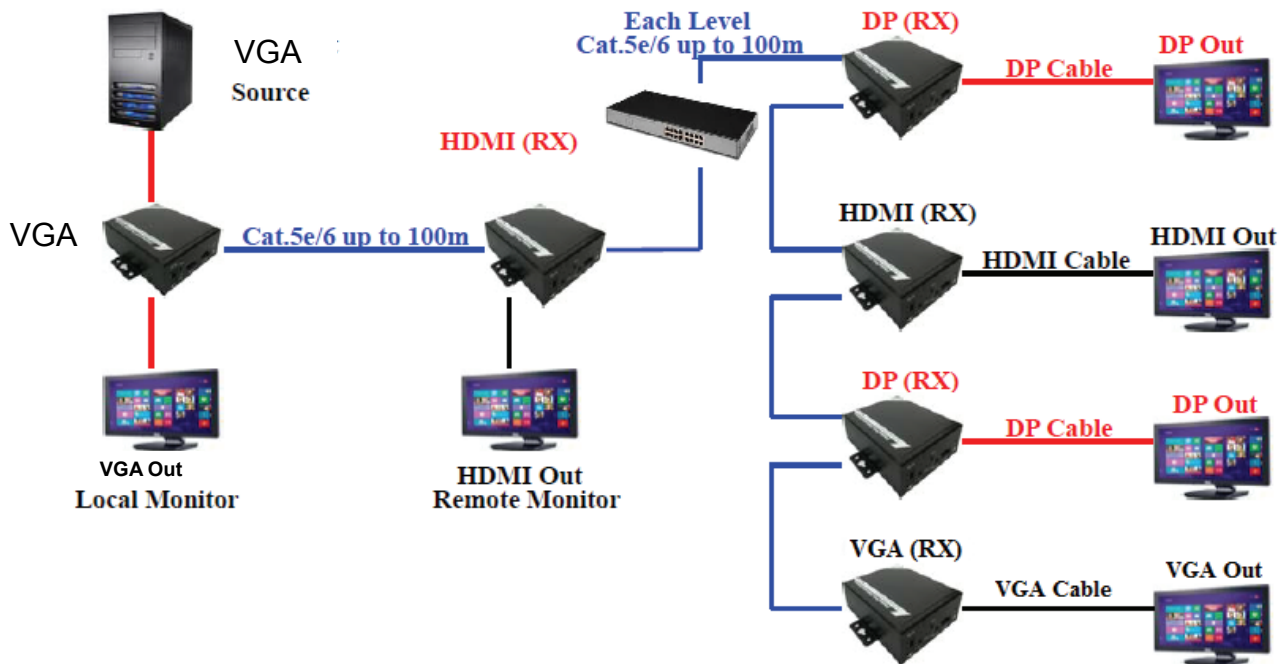 VGA
Source
VGA
VGA Out
Local Monitor
Cat.5e/6 up to 100m
HDMI (RX)
HDMI Out
Remote Monitor
Each Level
Cat.5e/6 up to 100m
DP (RX)
DP Cable
DP Out
HDMI (RX)
HDMI Cable
HDMI Out
DP (RX)
DP Cable
DP Out
VGA (RX)
VGA Cable
VGA Out